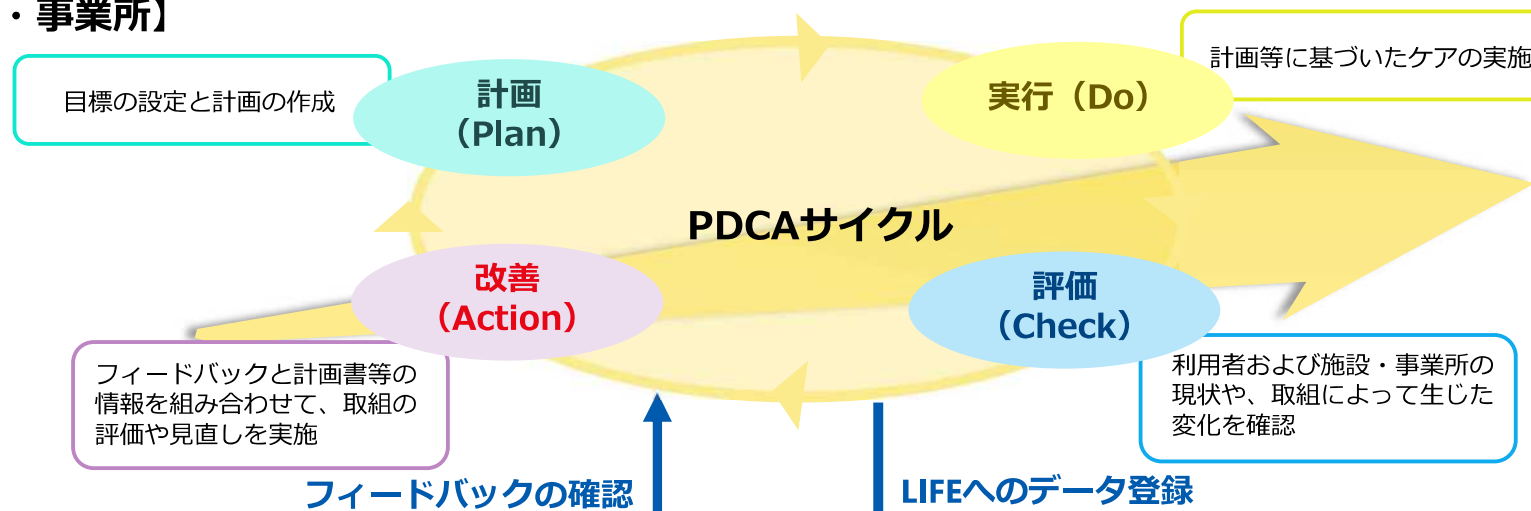 ・事業所】
目標の設定と計画の作成
計画
（Plan）
実行（Do）
計画等に基づいたケアの実施
PDCAサイクル
改善
（Action）
評価
（Check）
フィードバックと計画書等の
情報を組み合わせて、取組の
評価や見直しを実施
利用者および施設・事業所の
現状や、取組によって生じた
変化を確認
フィードバックの確認
LIFEへのデータ登録